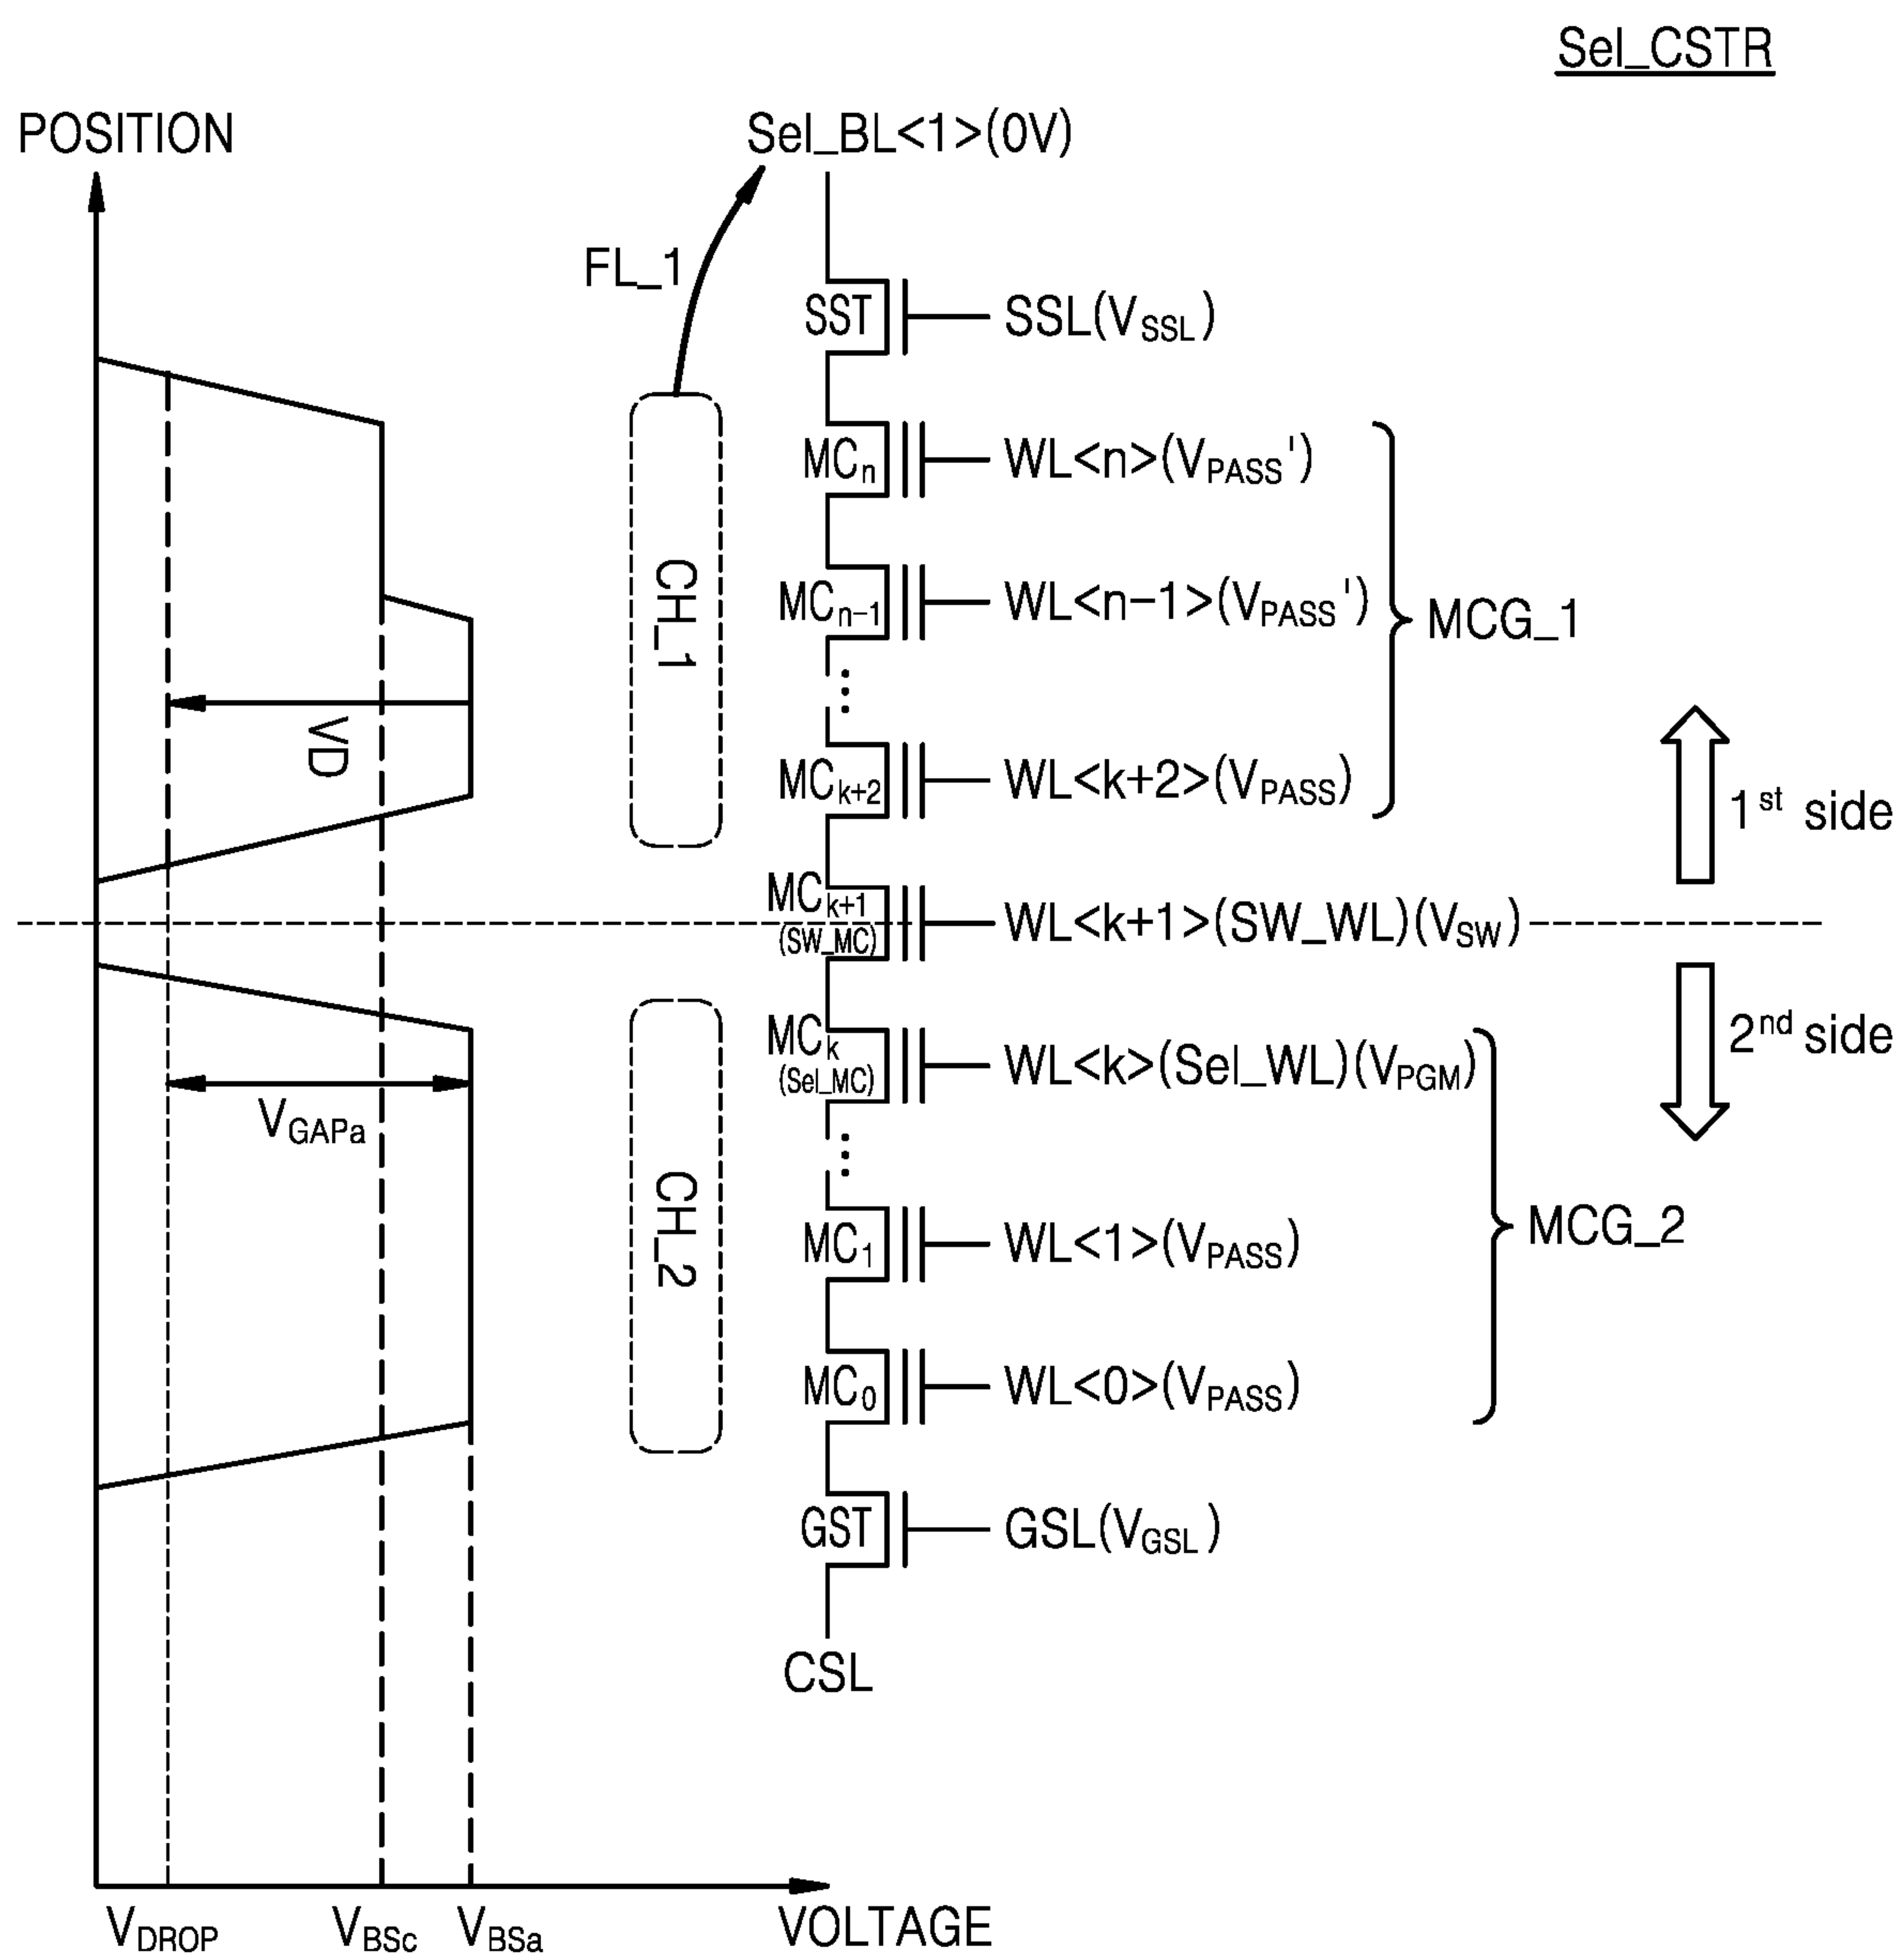 Sel_CSTR
POSITION
Sel_BL<1>(0V)
FL_1
SST
SSL(VSSL)
MCn
WL<n>(VPASS')
CH_1
MCn-1
WL<n-1>(VPASS')
MCG_1
VD
MCk+2
WL<k+2>(VPASS)
1st side
MCk+1
(SW_MC)
WL<k+1>(SW_WL)(VSW)
MCk
(Sel_MC)
WL<k>(Sel_WL)(VPGM)
2nd side
VGAPa
CH_2
MC1
WL<1>(VPASS)
MCG_2
MC0
WL<0>(VPASS)
GST
GSL(VGSL)
CSL
VDROP
VBSc
VBSa
VOLTAGE